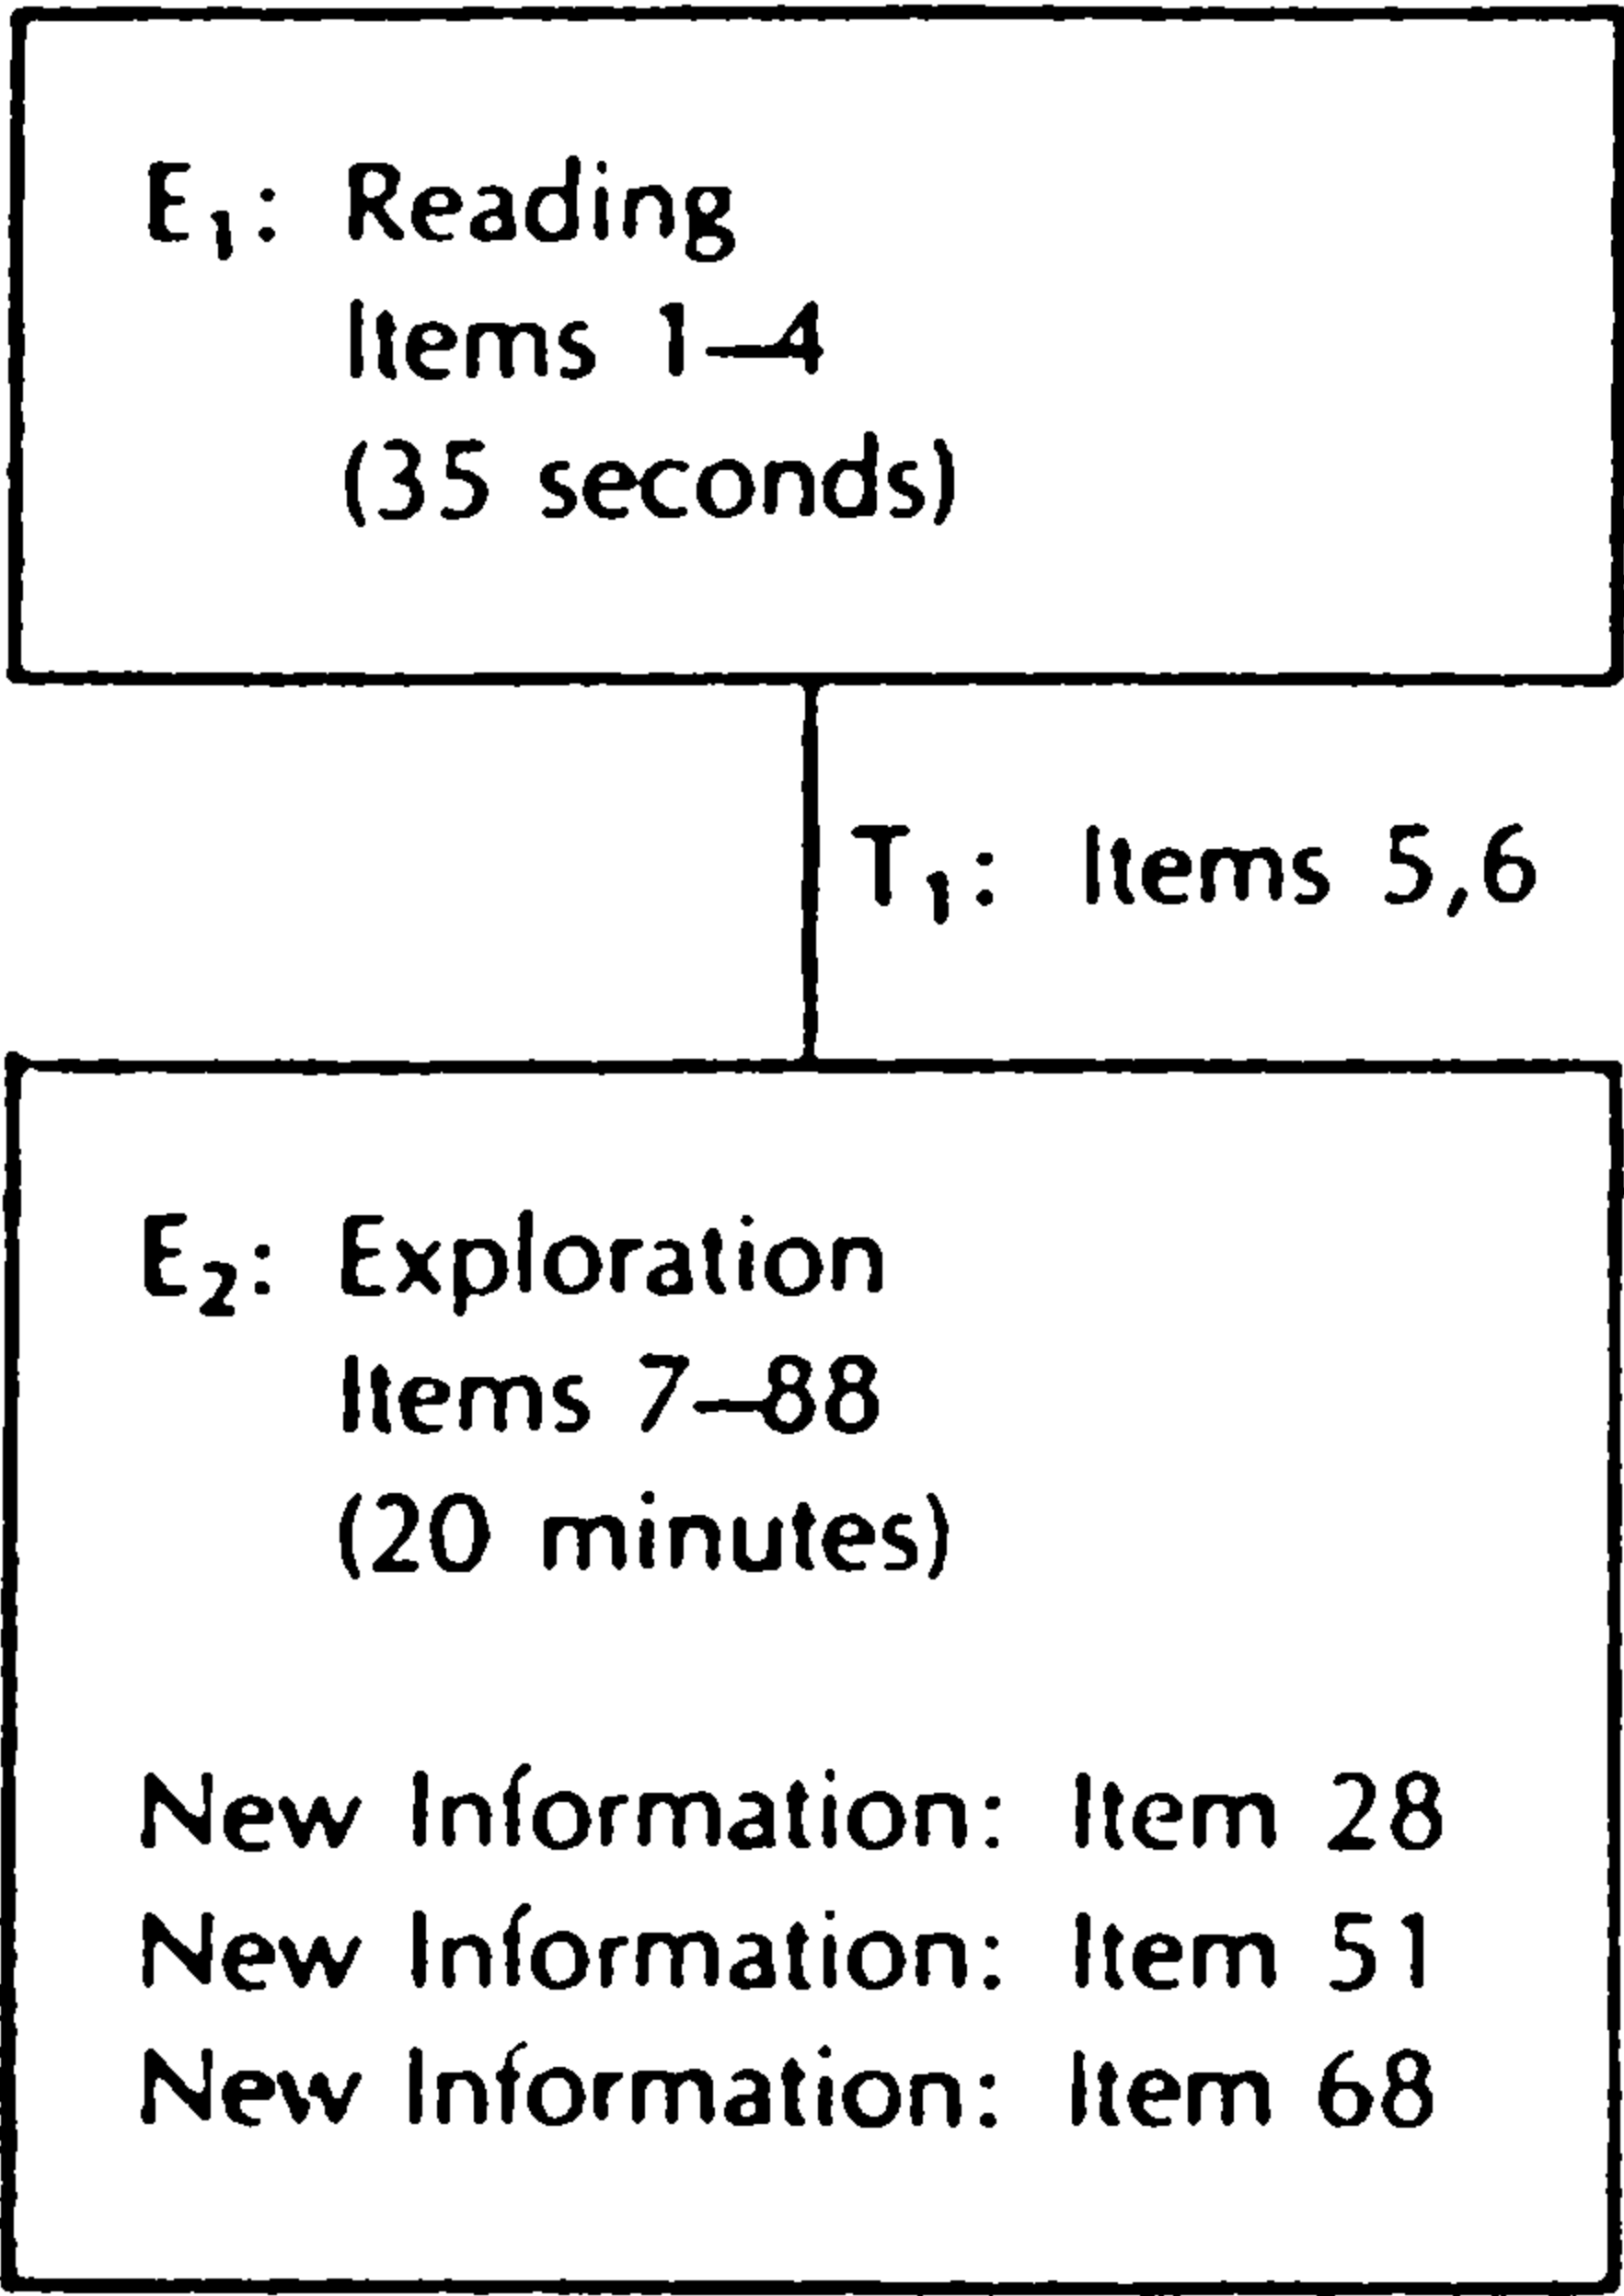 E₁: Reading
Items 1–4
(35 seconds)
T₁: Items 5,6
E₂: Exploration
Items 7–88
(20 minutes)
New Information: Item 28
New Information: Item 51
New Information: Item 68